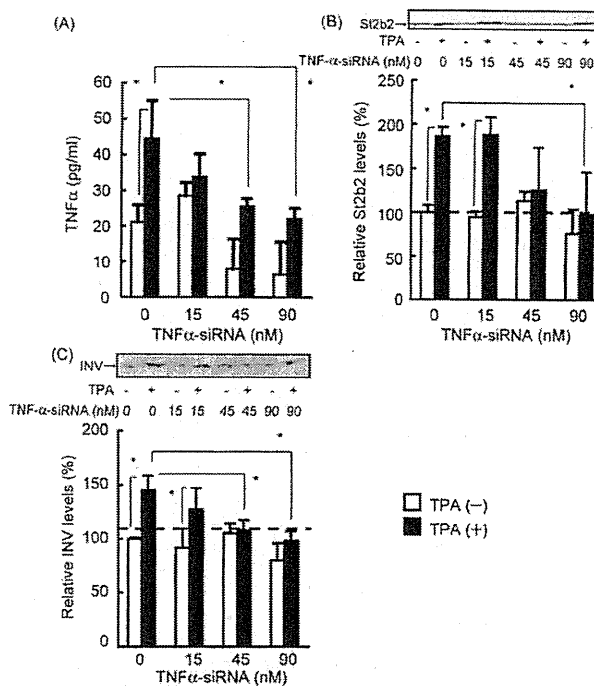 (A)
60
50
40
30
20
10
0
TNFα (pg/ml)
*
*
*
0 15 45 90
TNFα-siRNA (nM)
(B)
St2b2→
TPA - + - + - + - +
TNF-α-siRNA (nM) 0 0 15 15 45 45 90 90
250
200
150
100
50
0
Relative St2b2 levels (%)
*
*
*
0 15 45 90
TNFα-siRNA (nM)
(C)
INV→
TPA - + - + - + - +
TNF-α-siRNA (nM) 0 0 15 15 45 45 90 90
200
150
100
50
0
Relative INV levels (%)
*
*
*
*
0 15 45 90
TNFα-siRNA (nM)
TPA (−)
TPA (+)